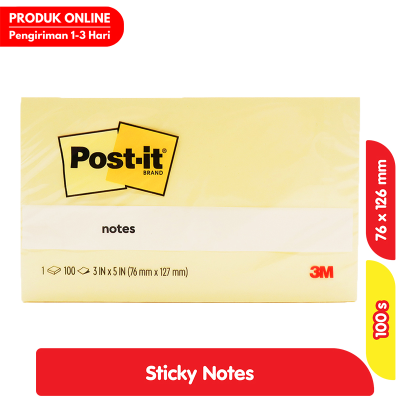 PRODUK ONLINE
Pengiriman 1-3 Hari
Post-it
BRAND
notes
1 100 3 IN x 5 IN (76 mm x 127 mm)
3M
76 x 126 mm
100s
Sticky Notes